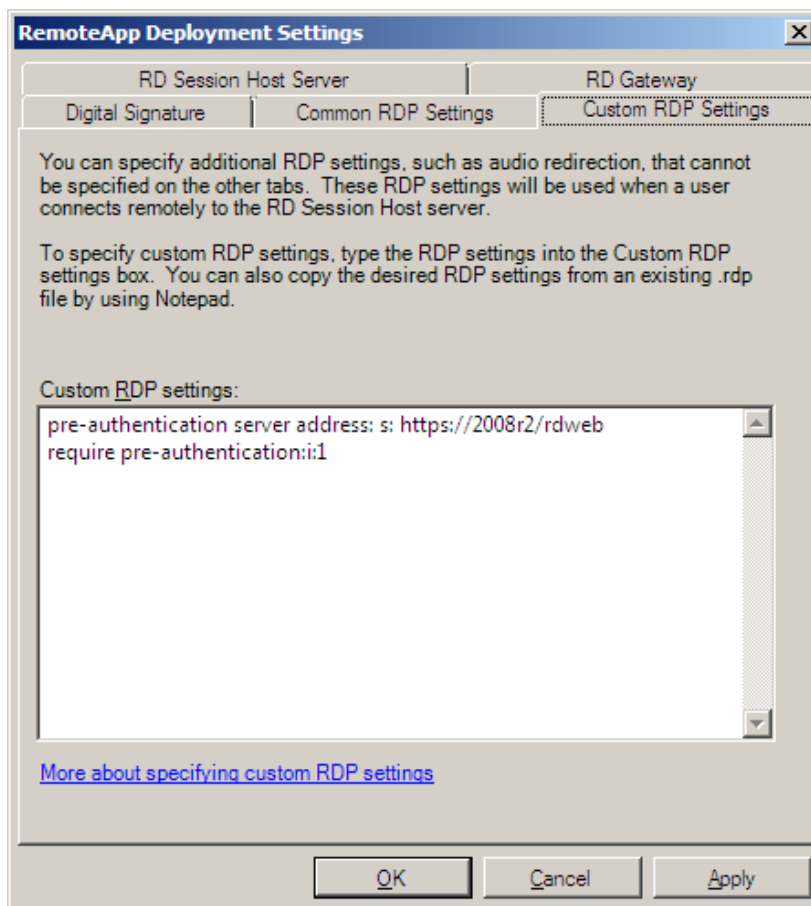 RemoteApp Deployment Settings
RD Session Host Server
RD Gateway
Digital Signature
Common RDP Settings
Custom RDP Settings
You can specify additional RDP settings, such as audio redirection, that cannot
be specified on the other tabs.  These RDP settings will be used when a user
connects remotely to the RD Session Host server.
To specify custom RDP settings, type the RDP settings into the Custom RDP
settings box.  You can also copy the desired RDP settings from an existing .rdp
file by using Notepad.
Custom RDP settings:
pre-authentication server address: s: https://2008r2/rdweb
require pre-authentication:i:1
More about specifying custom RDP settings
OK
Cancel
Apply